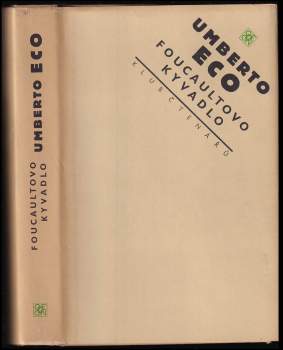 FOUCAULTOVO
KYVADLO
UMBERTO ECO
UMBERTO
ECO
FOUCAULTOVO
KYVADLO
KLUB ČTENÁŘŮ